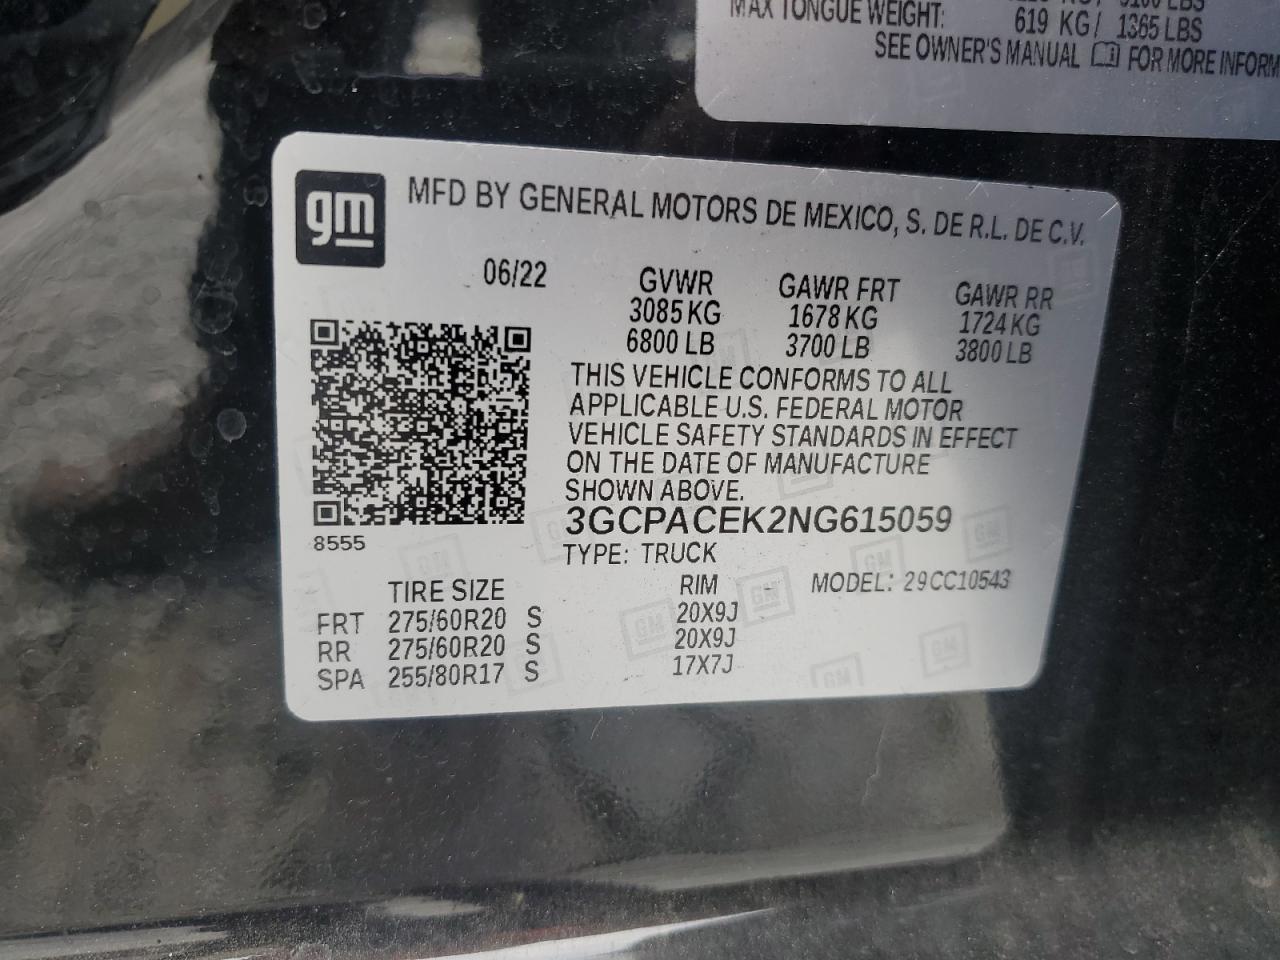 MAX TONGUE WEIGHT: 619 KG/ 1365 LBS
SEE OWNER'S MANUAL FOR MORE INFORM
gm
MFD BY GENERAL MOTORS DE MEXICO, S. DE R.L. DE C.V.
06/22 GVWR GAWR FRT GAWR RR
3085 KG 1678 KG 1724 KG
6800 LB 3700 LB 3800 LB
THIS VEHICLE CONFORMS TO ALL
APPLICABLE U.S. FEDERAL MOTOR
VEHICLE SAFETY STANDARDS IN EFFECT
ON THE DATE OF MANUFACTURE
SHOWN ABOVE.
3GCPACEK2NG615059
8555
TYPE: TRUCK
TIRE SIZE RIM MODEL: 29CC10543
FRT 275/60R20 S 20X9J
RR 275/60R20 S 20X9J
SPA 255/80R17 S 17X7J